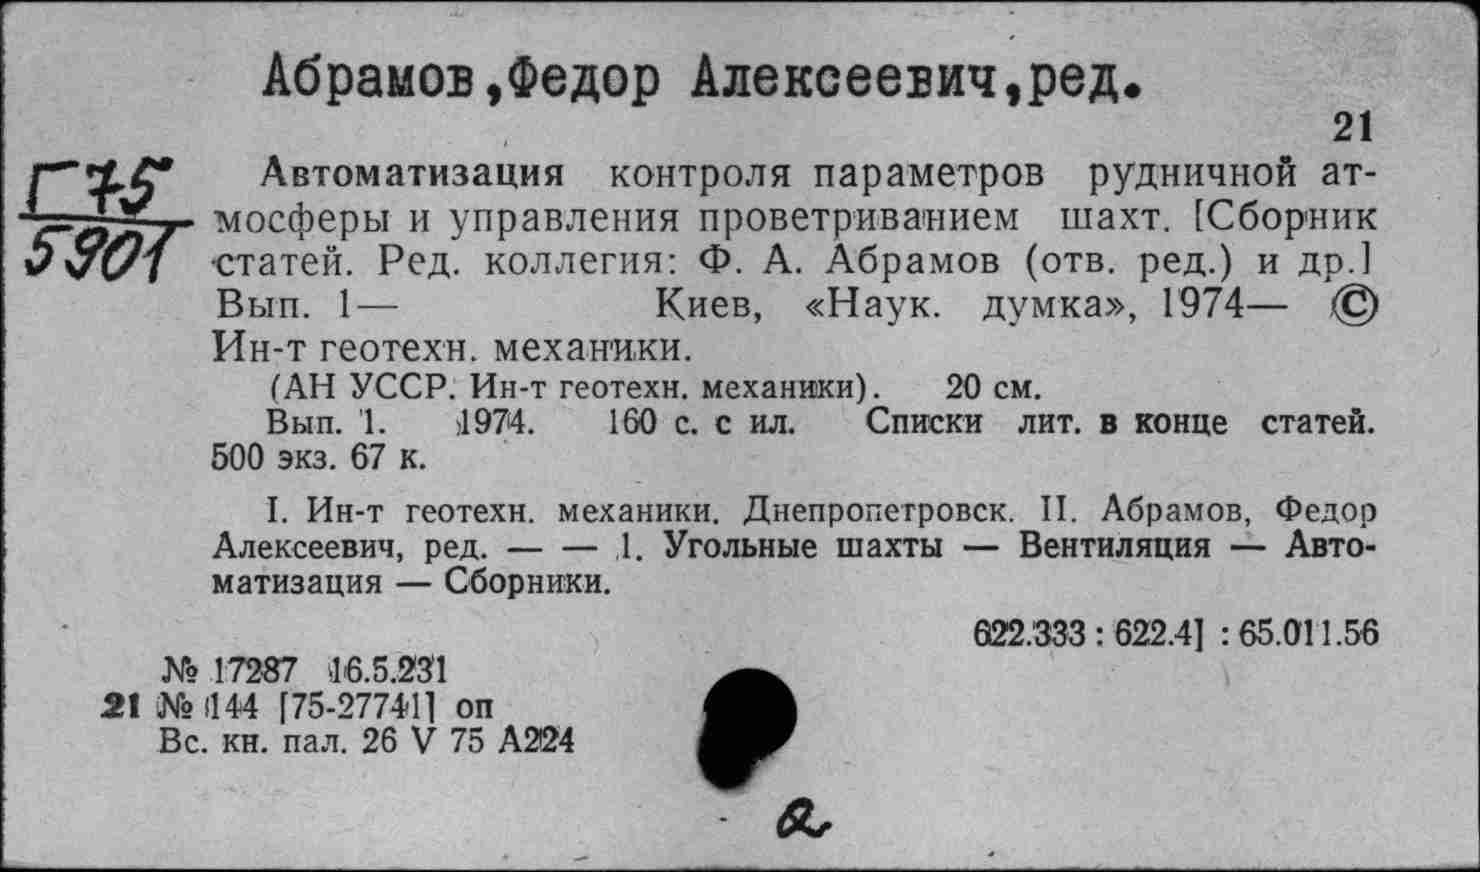 Абрамов,Федор Алексеевич,ред.
21
Г75
5901
Автоматизация контроля параметров рудничной ат-
мосферы и управления проветриванием шахт. [Сборник
статей. Ред. коллегия: Ф. А. Абрамов (отв. ред.) и др.]
Вып. 1— Киев, «Наук. думка», 1974— ©
Ин-т геотехн. механики.
(АН УССР. Ин-т геотехн. механики). 20 см.
Вып. 1. 1974. 160 с. с ил. Списки лит. в конце статей.
500 экз. 67 к.
I. Ин-т геотехн. механики. Днепропетровск. II. Абрамов, Федор
Алексеевич, ред. — — 1. Угольные шахты — Вентиляция — Авто-
матизация — Сборники.
622.333 : 622.4] : 65.011.56
№ 17287 16.5.231
21 № 144 [75-27741] оп
Вс. кн. пал. 26 V 75 А224